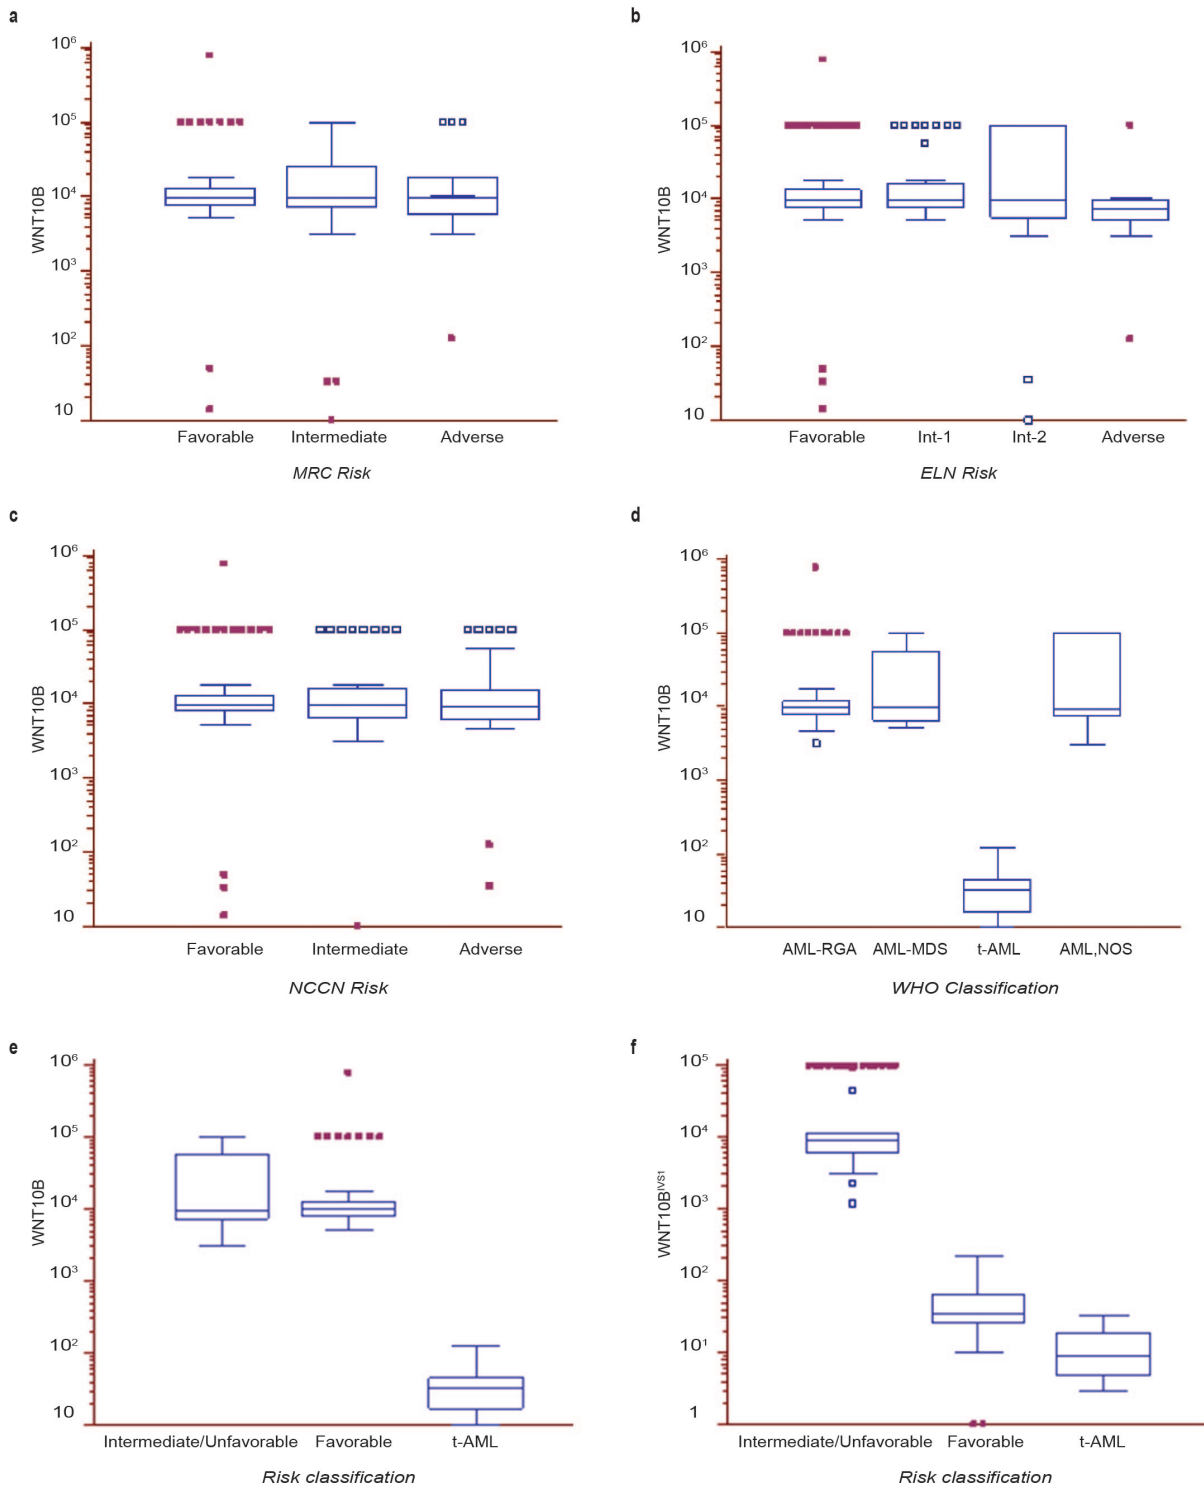 a
10⁶
10⁵
10⁴
10³
10²
10
WNT10B
Favorable Intermediate Adverse
MRC Risk
b
10⁶
10⁵
10⁴
10³
10²
10
WNT10B
Favorable Int-1 Int-2 Adverse
ELN Risk
c
10⁶
10⁵
10⁴
10³
10²
10
WNT10B
Favorable Intermediate Adverse
NCCN Risk
d
10⁶
10⁵
10⁴
10³
10²
10
WNT10B
AML-RGA AML-MDS t-AML AML,NOS
WHO Classification
e
10⁶
10⁵
10⁴
10³
10²
10
WNT10B
Intermediate/Unfavorable Favorable t-AML
Risk classification
f
10⁵
10⁴
10³
10²
10¹
1
WNT10Bᴵⱽˢ¹
Intermediate/Unfavorable Favorable t-AML
Risk classification